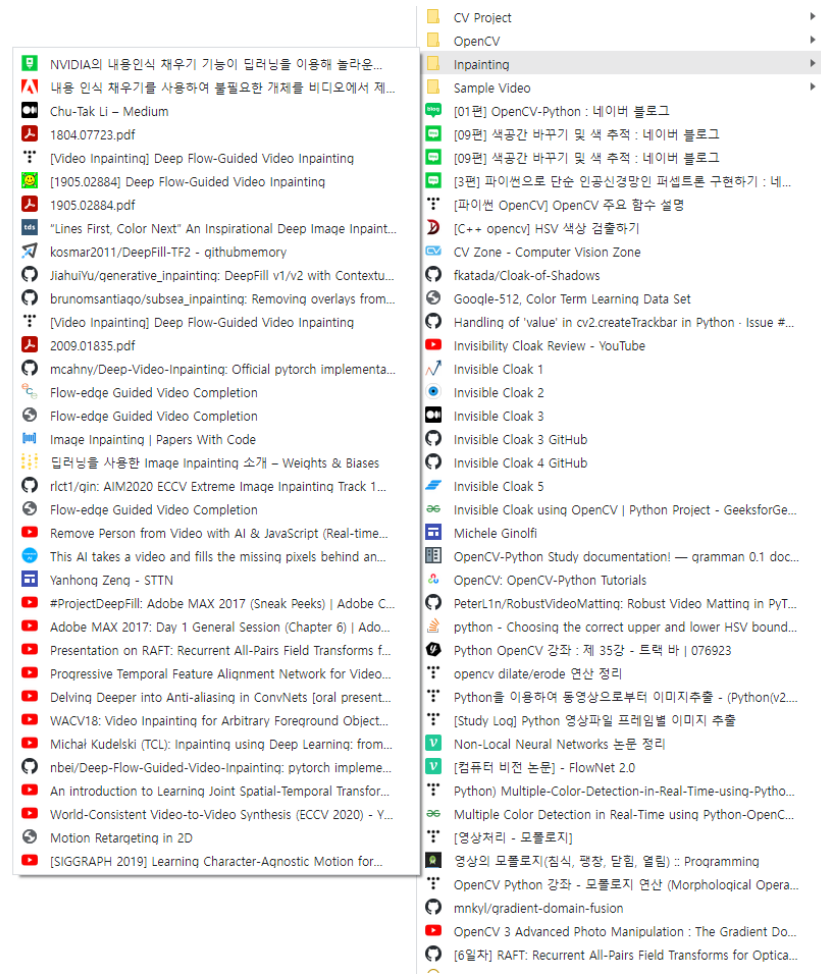 CV Project
OpenCV
Inpainting
Sample Video
[01편] OpenCV-Python : 네이버 블로그
[09편] 색공간 바꾸기 및 색 추적 : 네이버 블로그
[09편] 색공간 바꾸기 및 색 추적 : 네이버 블로그
[3편] 파이썬으로 단순 인공신경망인 퍼셉트론 구현하기 : 네...
[파이썬 OpenCV] OpenCV 주요 함수 설명
[C++ opencv] HSV 색상 검출하기
CV Zone - Computer Vision Zone
fkatada/Cloak-of-Shadows
Google-512, Color Term Learning Data Set
Handling of 'value' in cv2.createTrackbar in Python · Issue #...
Invisibility Cloak Review - YouTube
Invisible Cloak 1
Invisible Cloak 2
Invisible Cloak 3
Invisible Cloak 3 GitHub
Invisible Cloak 4 GitHub
Invisible Cloak 5
Invisible Cloak using OpenCV | Python Project - GeeksforGe...
Michele Ginolfi
OpenCV-Python Study documentation! — gramman 0.1 doc...
OpenCV: OpenCV-Python Tutorials
PeterL1n/RobustVideoMatting: Robust Video Matting in PyT...
python - Choosing the correct upper and lower HSV bound...
Python OpenCV 강좌 : 제 35강 - 트랙 바 | 076923
opencv dilate/erode 연산 정리
Python을 이용하여 동영상으로부터 이미지추출 - (Python(v2....
[Study Log] Python 영상파일 프레임별 이미지 추출
Non-Local Neural Networks 논문 정리
[컴퓨터 비전 논문] - FlowNet 2.0
Python) Multiple-Color-Detection-in-Real-Time-using-Pytho...
Multiple Color Detection in Real-Time using Python-OpenC...
[영상처리 - 모폴로지]
영상의 모폴로지(침식, 팽창, 닫힘, 열림) :: Programming
OpenCV Python 강좌 - 모폴로지 연산 (Morphological Opera...
mnkyl/gradient-domain-fusion
OpenCV 3 Advanced Photo Manipulation : The Gradient Do...
[6일차] RAFT: Recurrent All-Pairs Field Transforms for Optica...
NVIDIA의 내용인식 채우기 기능이 딥러닝을 이용해 놀라운...
내용 인식 채우기를 사용하여 불필요한 개체를 비디오에서 제...
Chu-Tak Li – Medium
1804.07723.pdf
[Video Inpainting] Deep Flow-Guided Video Inpainting
[1905.02884] Deep Flow-Guided Video Inpainting
1905.02884.pdf
"Lines First, Color Next" An Inspirational Deep Image Inpaint...
kosmar2011/DeepFill-TF2 - githubmemory
JiahuiYu/generative_inpainting: DeepFill v1/v2 with Contextu...
brunomsantiago/subsea_inpainting: Removing overlays from...
[Video Inpainting] Deep Flow-Guided Video Inpainting
2009.01835.pdf
mcahny/Deep-Video-Inpainting: Official pytorch implementa...
Flow-edge Guided Video Completion
Flow-edge Guided Video Completion
Image Inpainting | Papers With Code
딥러닝을 사용한 Image Inpainting 소개 – Weights & Biases
rlct1/gin: AIM2020 ECCV Extreme Image Inpainting Track 1...
Flow-edge Guided Video Completion
Remove Person from Video with AI & JavaScript (Real-time...
This AI takes a video and fills the missing pixels behind an...
Yanhong Zeng - STTN
#ProjectDeepFill: Adobe MAX 2017 (Sneak Peeks) | Adobe C...
Adobe MAX 2017: Day 1 General Session (Chapter 6) | Ado...
Presentation on RAFT: Recurrent All-Pairs Field Transforms f...
Progressive Temporal Feature Alignment Network for Video...
Delving Deeper into Anti-aliasing in ConvNets [oral present...
WACV18: Video Inpainting for Arbitrary Foreground Object...
Michał Kudelski (TCL): Inpainting using Deep Learning: from...
nbei/Deep-Flow-Guided-Video-Inpainting: pytorch impleme...
An introduction to Learning Joint Spatial-Temporal Transfor...
World-Consistent Video-to-Video Synthesis (ECCV 2020) - Y...
Motion Retargeting in 2D
[SIGGRAPH 2019] Learning Character-Agnostic Motion for...